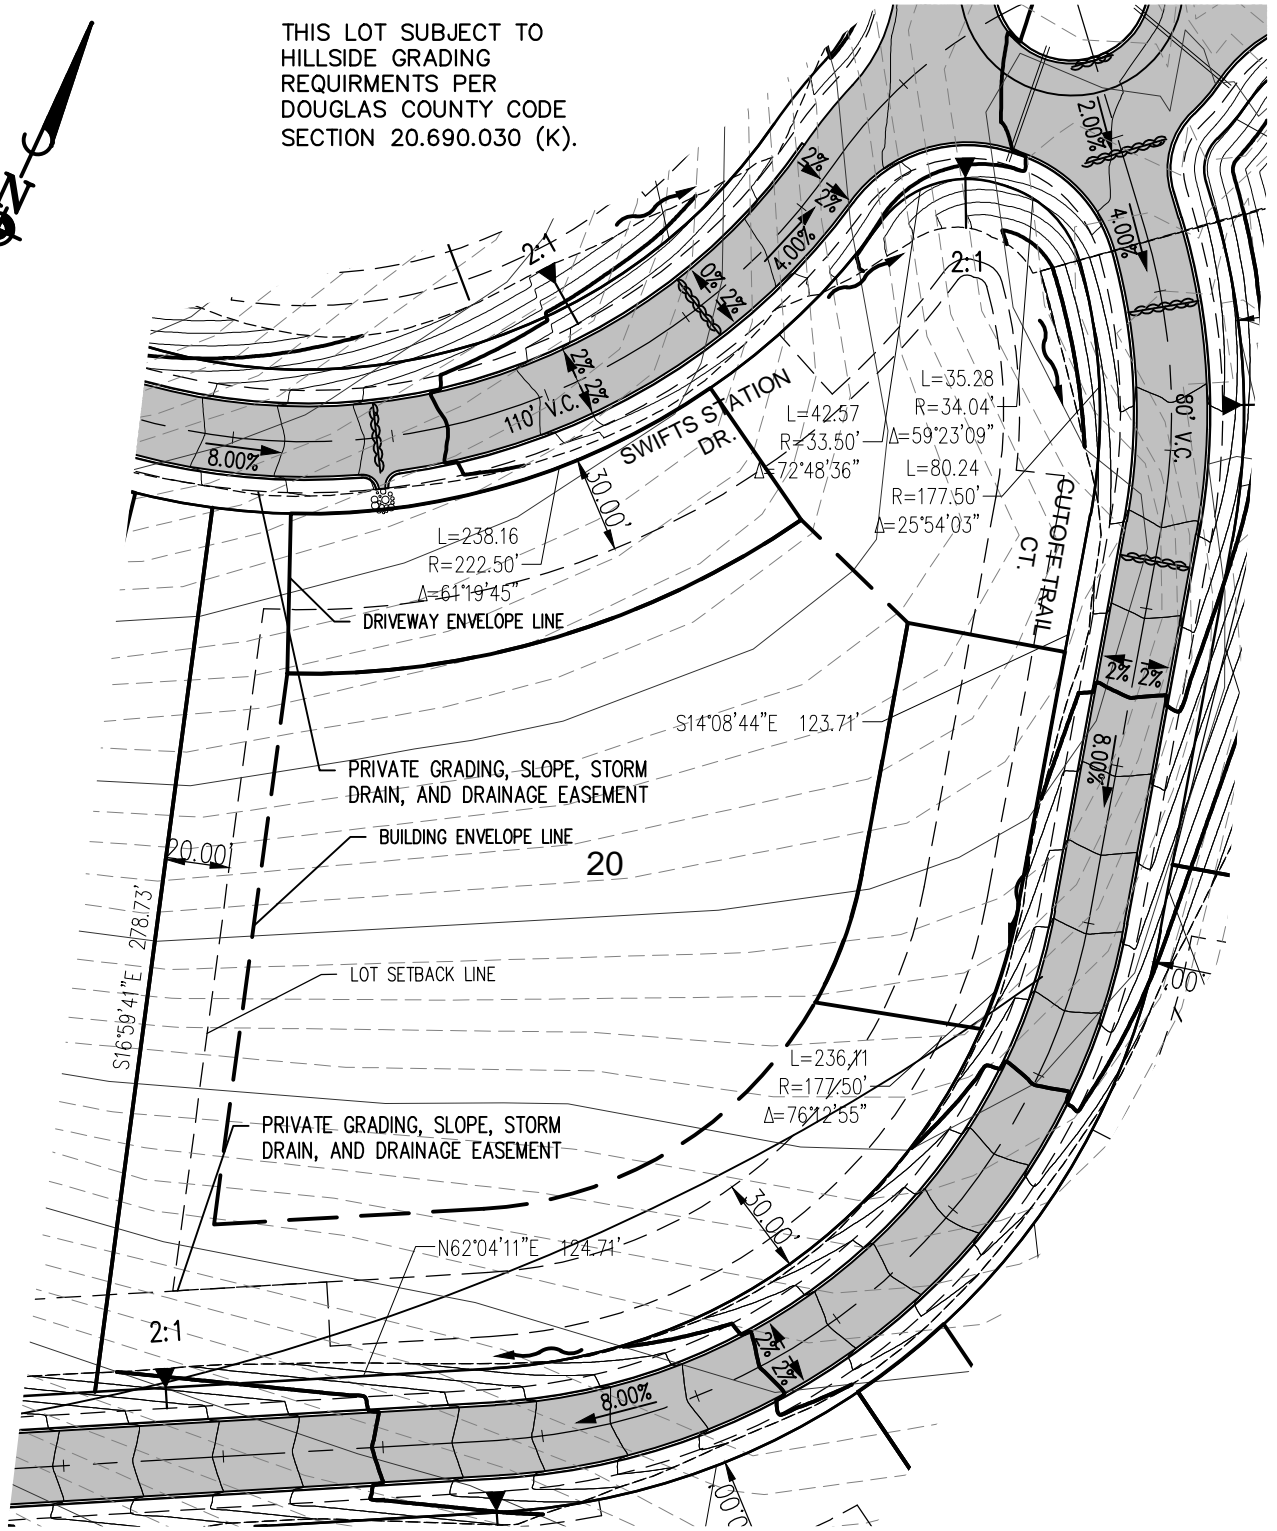 THIS LOT SUBJECT TO
HILLSIDE GRADING
REQUIRMENTS PER
DOUGLAS COUNTY CODE
SECTION 20.690.030 (K).
N
2:1
2%
2%
2.00%
4.00%
4.00%
2:1
0%
2%
2%
2%
110' V.C.
8.00%
SWIFTS STATION
DR.
30.00'
L=35.28
R=34.04'
Δ=59°23'09"
L=42.57
R=33.50'
Δ=72°48'36"
L=80.24
R=177.50'
Δ=25°54'03"
80' V.C.
CUTOFF TRAIL
CT.
L=238.16
R=222.50'
Δ=61°19'45"
DRIVEWAY ENVELOPE LINE
2%
2%
S14°08'44"E 123.71'
8.00%
PRIVATE GRADING, SLOPE, STORM
DRAIN, AND DRAINAGE EASEMENT
BUILDING ENVELOPE LINE
20
20.00'
S16°59'41"E 278.73'
LOT SETBACK LINE
.00'
L=236.11
R=177.50'
Δ=76°12'55"
PRIVATE GRADING, SLOPE, STORM
DRAIN, AND DRAINAGE EASEMENT
30.00'
N62°04'11"E 124.71'
2:1
2%
2%
8.00%